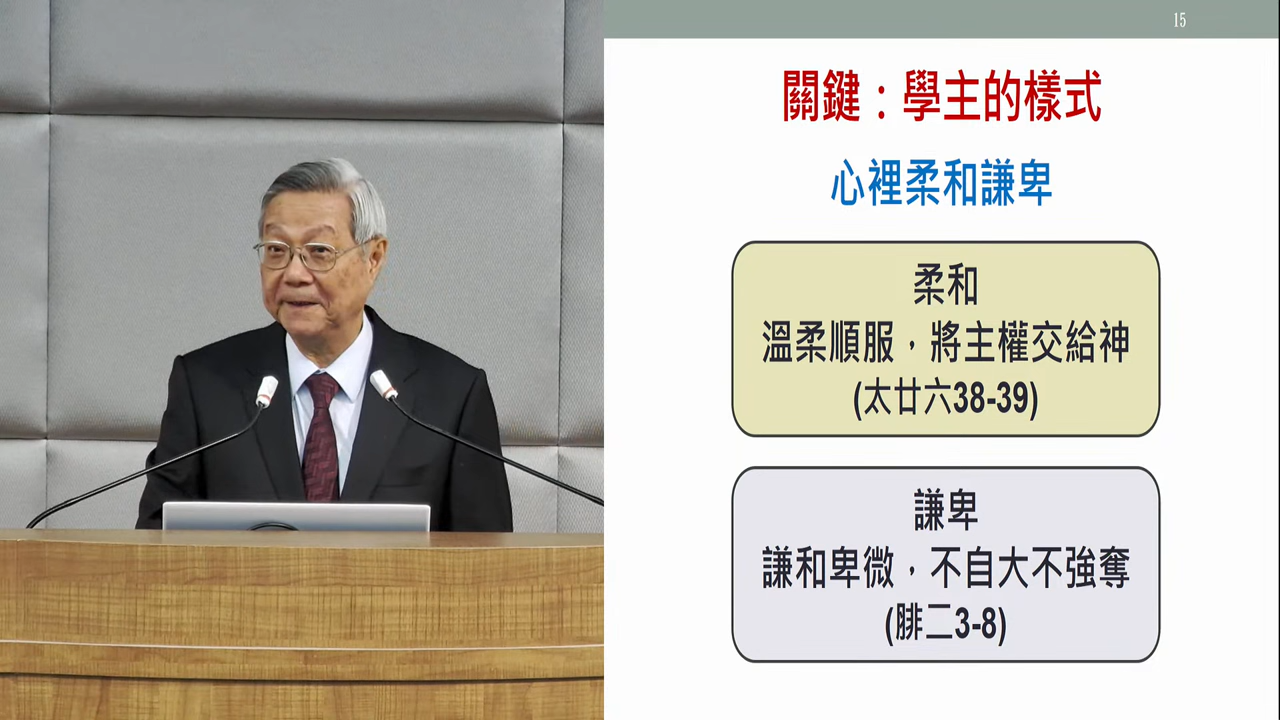 15
關鍵：學主的樣式
心裡柔和謙卑
柔和
溫柔順服，將主權交給神
(太廿六38-39)
謙卑
謙和卑微，不自大不強奪
(腓二3-8)